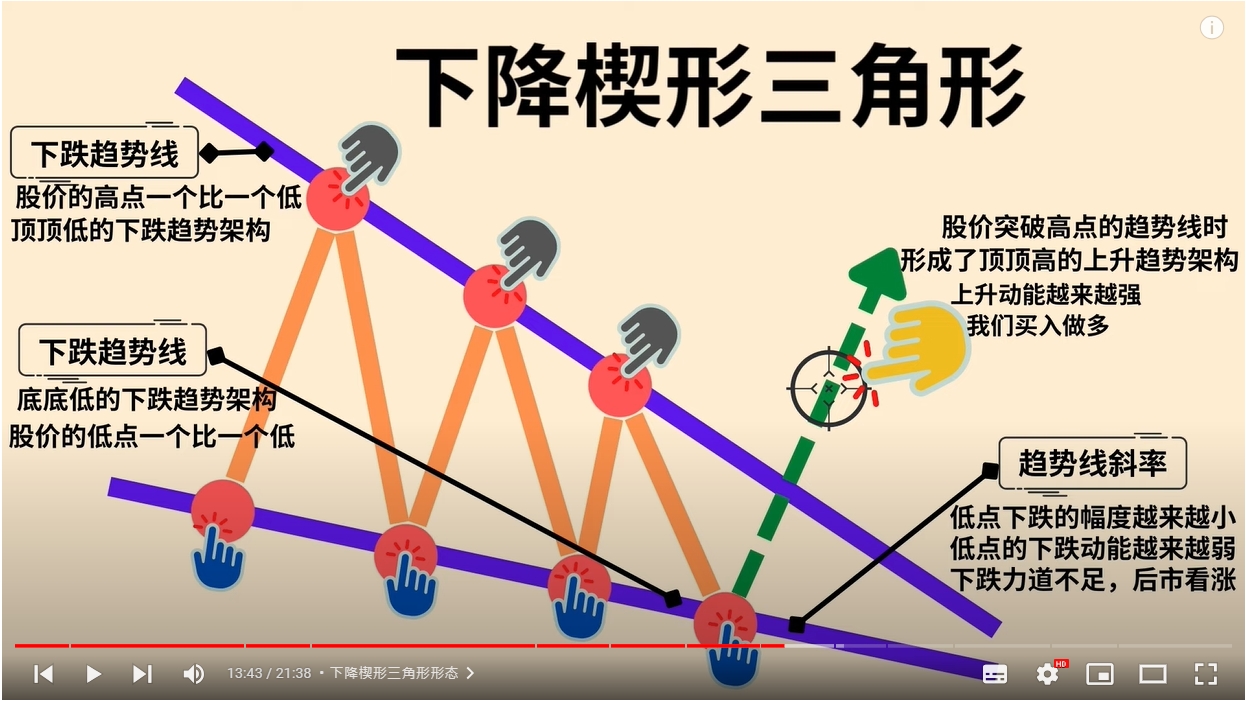 下降楔形三角形
下跌趋势线
股价的高点一个比一个低
顶顶低的下跌趋势架构
股价突破高点的趋势线时
形成了顶顶高的上升趋势架构
上升动能越来越强
我们买入做多
下跌趋势线
底底低的下跌趋势架构
股价的低点一个比一个低
趋势线斜率
低点下跌的幅度越来越小
低点的下跌动能越来越弱
下跌力道不足，后市看涨
13:43 / 21:38 • 下降楔形三角形形态
HD